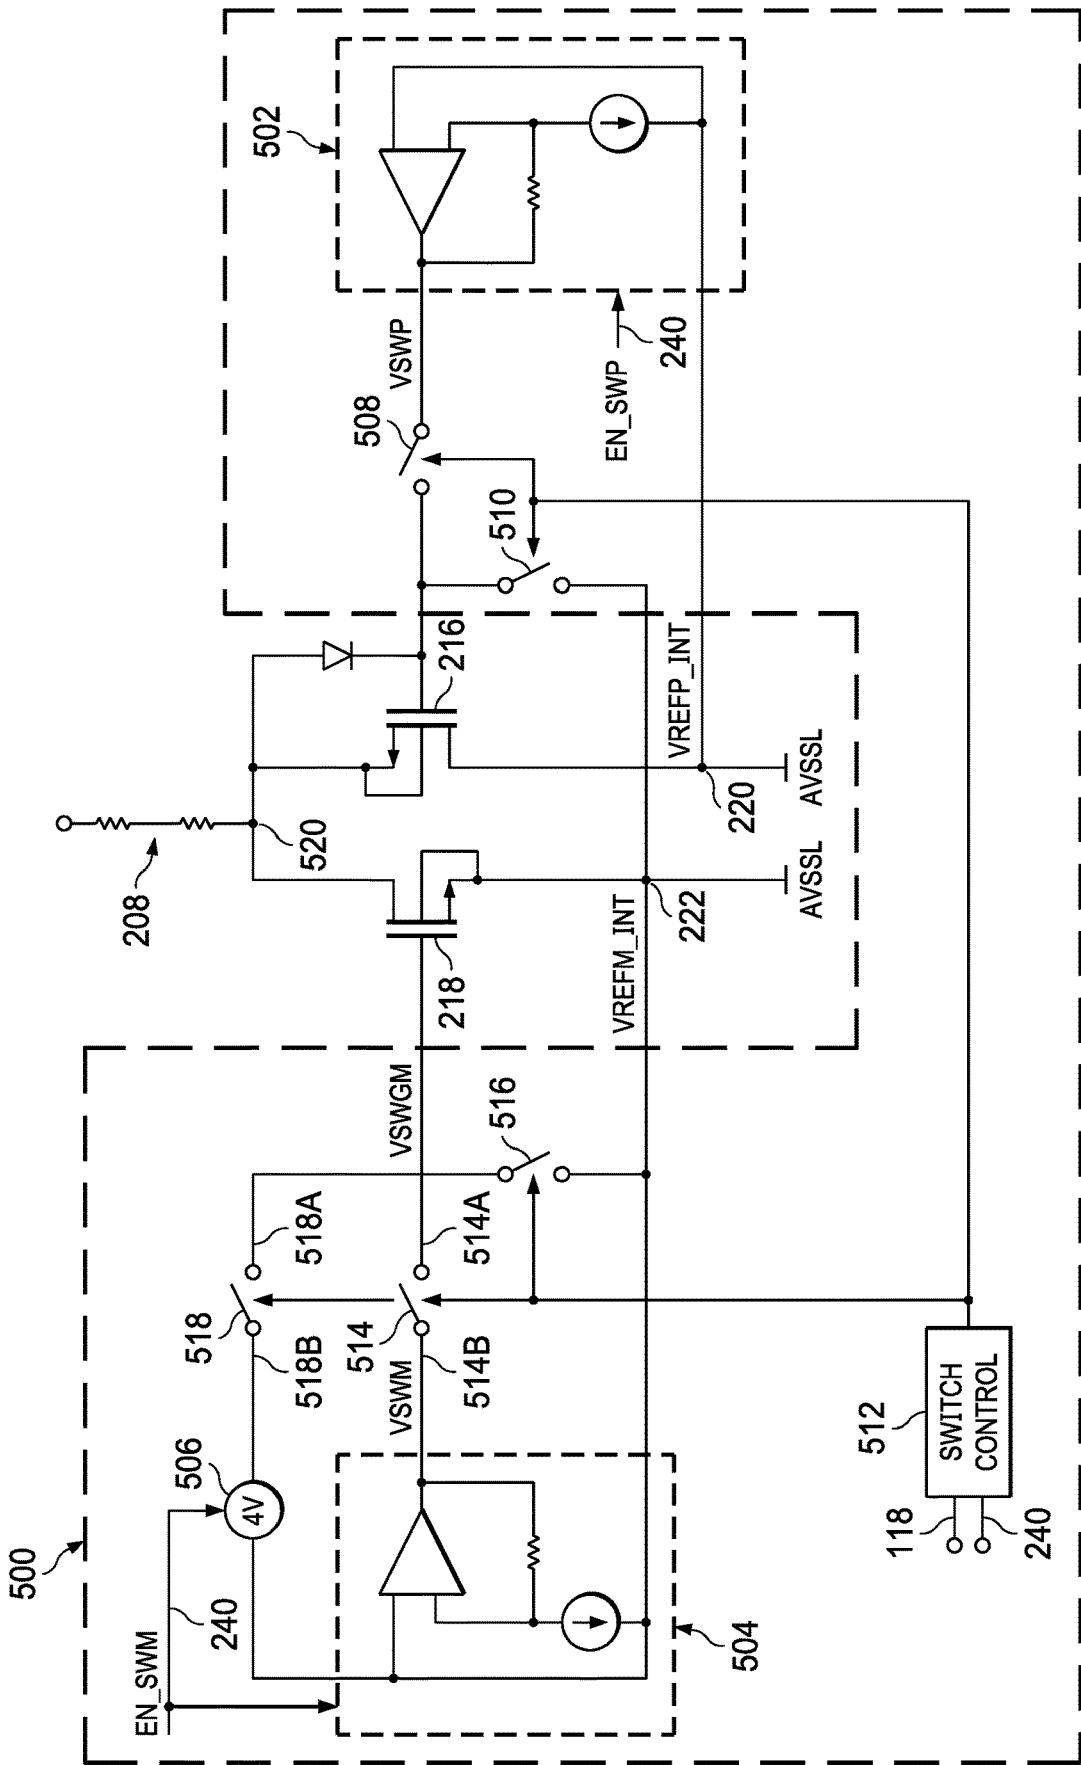 500
EN_SWM
208
506
518
240
4V
502
518B
518A
520
514
508
VSWM
VSWGM
VSWP
218
216
514B
514A
516
510
VREFM_INT
EN_SWP
VREFP_INT
240
222
504
220
AVSSL
AVSSL
512
118
SWITCH
CONTROL
240